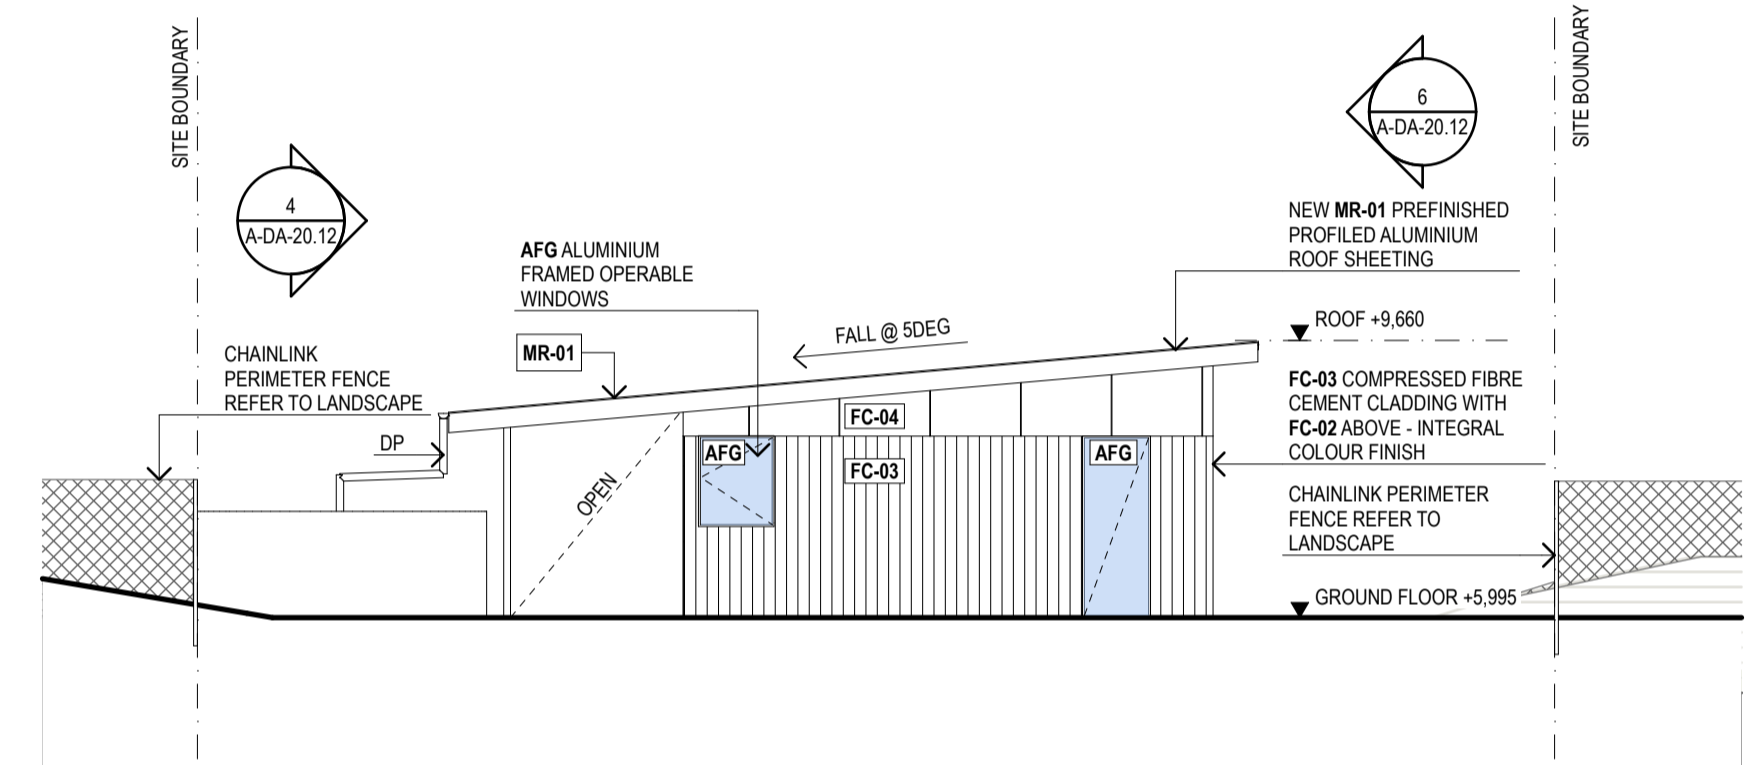 SITE BOUNDARY
SITE BOUNDARY
6
A-DA-20.12
4
A-DA-20.12
NEW MR-01 PREFINISHED
PROFILED ALUMINIUM
ROOF SHEETING
AFG ALUMINIUM
FRAMED OPERABLE
WINDOWS
ROOF +9,660
FALL @ 5DEG
MR-01
CHAINLINK
PERIMETER FENCE
REFER TO LANDSCAPE
FC-03 COMPRESSED FIBRE
CEMENT CLADDING WITH
FC-02 ABOVE - INTEGRAL
COLOUR FINISH
DP
FC-04
AFG
FC-03
AFG
OPEN
CHAINLINK PERIMETER
FENCE REFER TO
LANDSCAPE
GROUND FLOOR +5,995